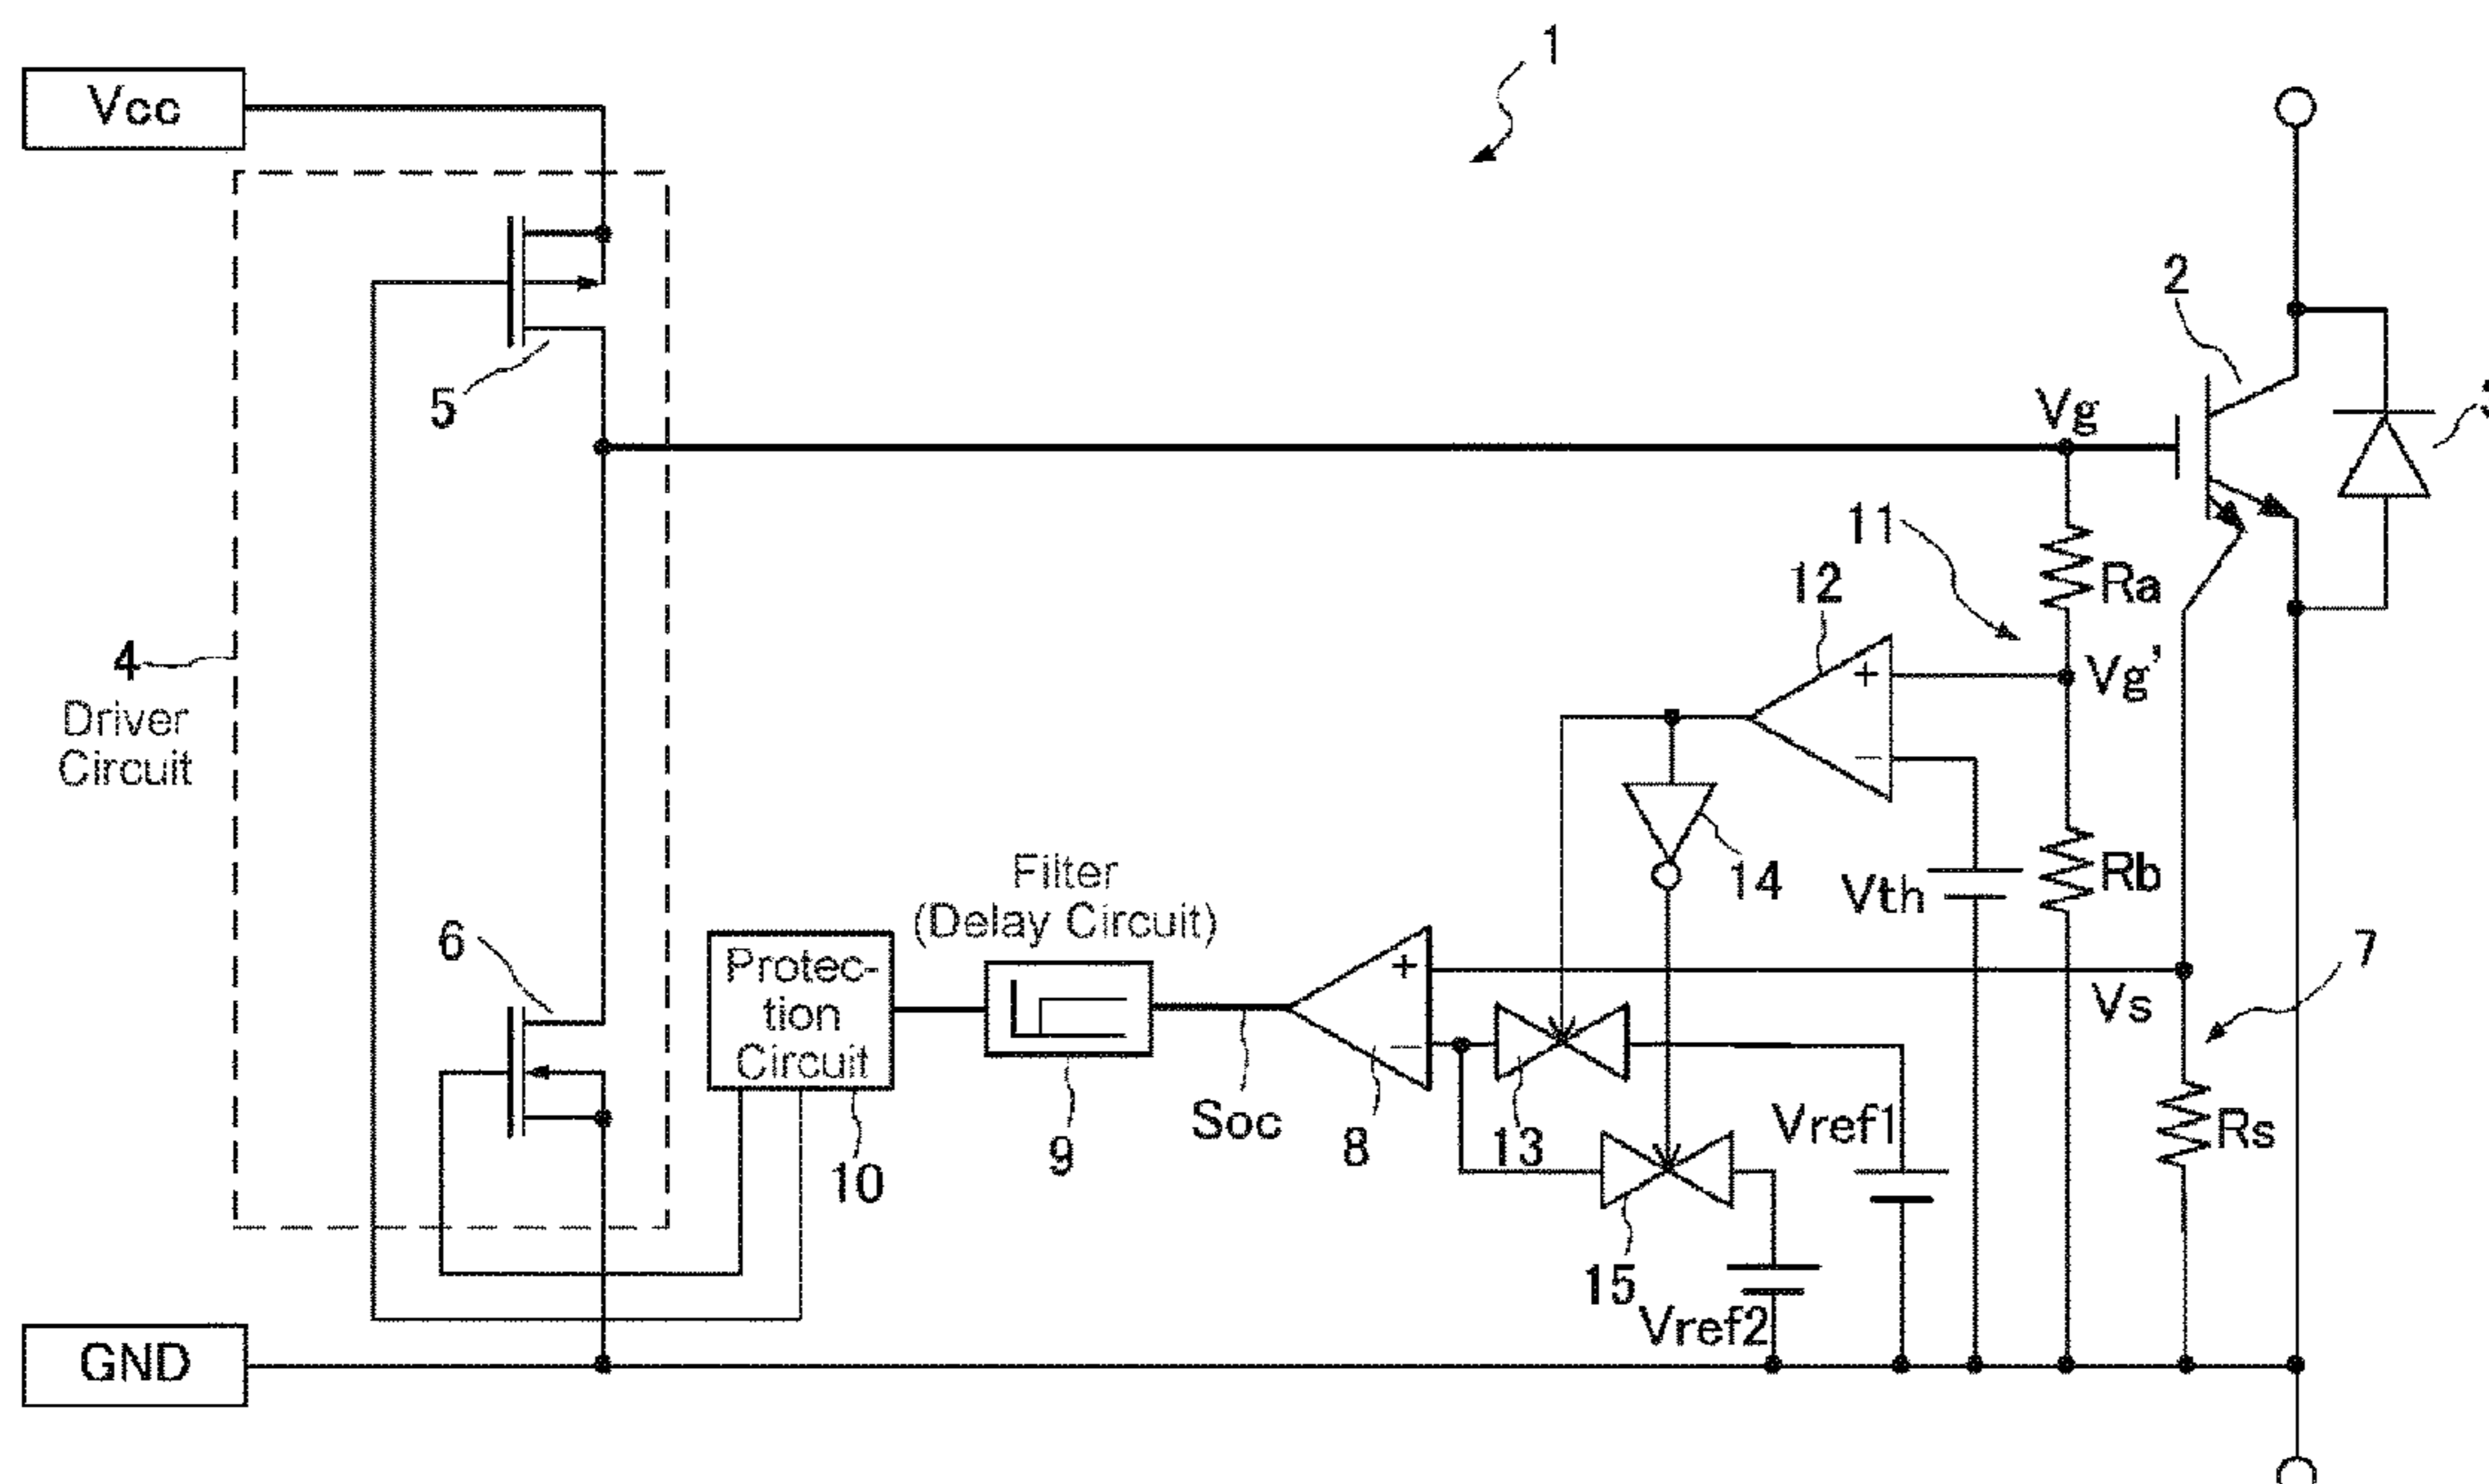 1
Vcc
2
Vg
5
11
12
Ra
4
Vg'
Driver
Circuit
14
Vth
Rb
Filter
(Delay Circuit)
6
Protec-
tion
Circuit
+
−
+
−
7
Vs
Soc
8
13
Vref1
Rs
9
10
15
Vref2
GND